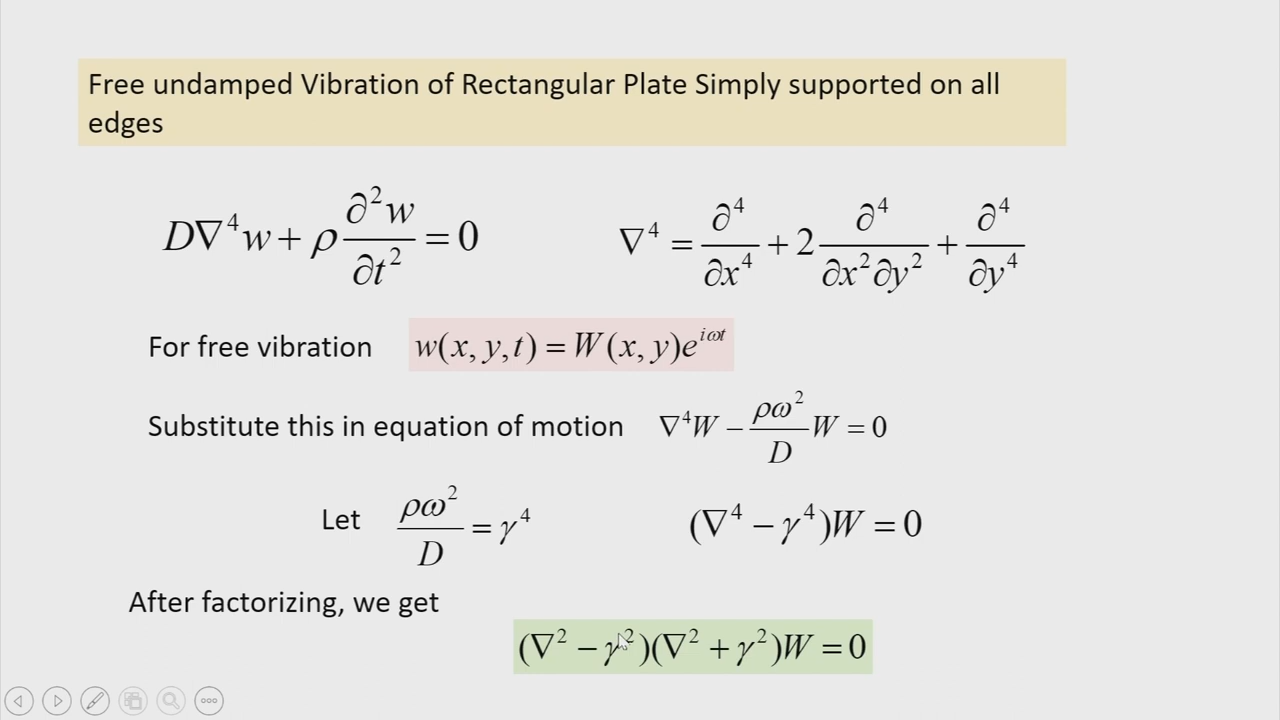 Free undamped Vibration of Rectangular Plate Simply supported on all
edges
D∇⁴w + ρ ∂²w/∂t² = 0
∇⁴ = ∂⁴/∂x⁴ + 2 ∂⁴/∂x²∂y² + ∂⁴/∂y⁴
For free vibration w(x, y, t) = W(x, y)e^{iωt}
Substitute this in equation of motion ∇⁴W − ρω²/D W = 0
Let ρω²/D = γ⁴
(∇⁴ − γ⁴)W = 0
After factorizing, we get
(∇² − γ²)(∇² + γ²)W = 0